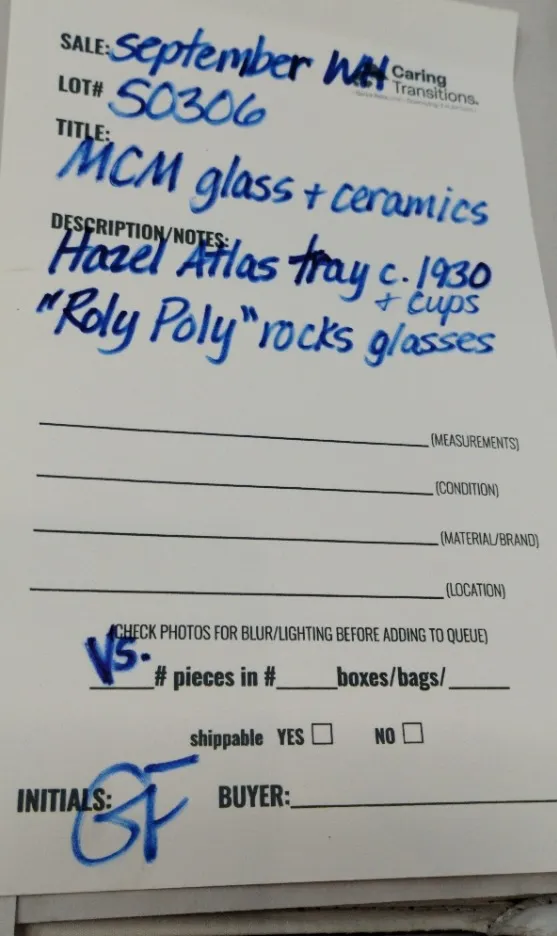 SALE: September WH Caring Transitions.
LOT# S0306
TITLE:
MCM glass + ceramics
DESCRIPTION/NOTES:
Hazel Atlas tray c. 1930
+ cups
"Roly Poly" rocks glasses
(MEASUREMENTS)
(CONDITION)
(MATERIAL/BRAND)
(LOCATION)
(CHECK PHOTOS FOR BLUR/LIGHTING BEFORE ADDING TO QUEUE)
VS.
# pieces in # boxes/bags/
shippable YES NO
INITIALS: GF BUYER: